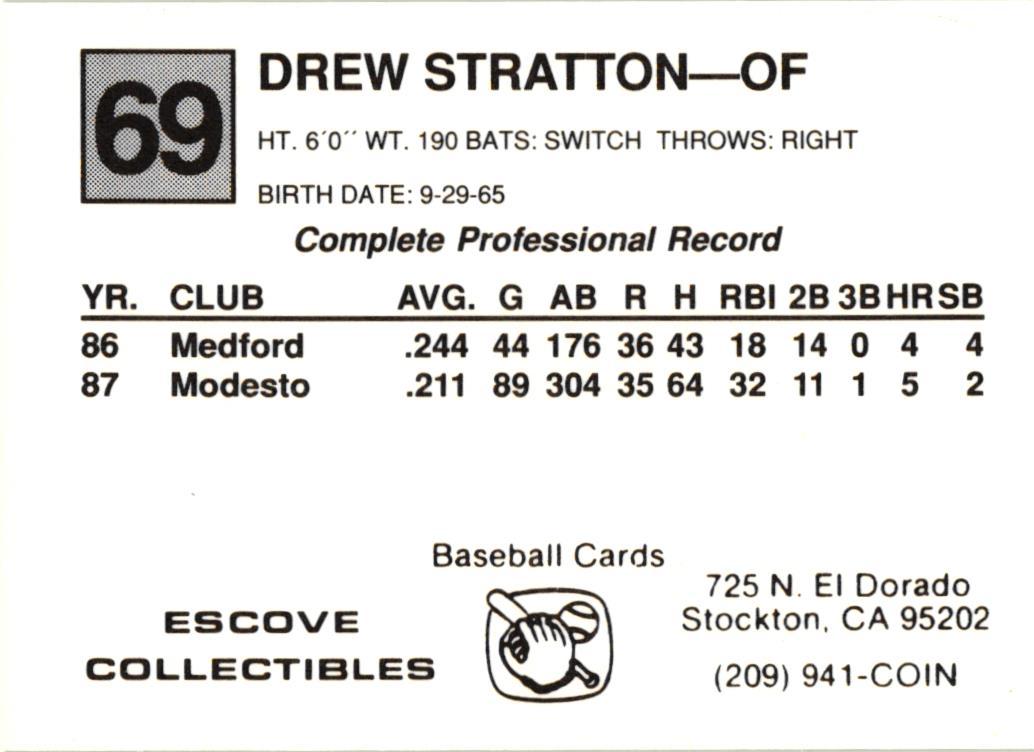 69
DREW STRATTON—OF
HT. 6´0´´ WT. 190 BATS: SWITCH THROWS: RIGHT
BIRTH DATE: 9-29-65
Complete Professional Record
YR. CLUB AVG. G AB R H RBI 2B 3B HR SB
86 Medford .244 44 176 36 43 18 14 0 4 4
87 Modesto .211 89 304 35 64 32 11 1 5 2
Baseball Cards
ESCOVE
COLLECTIBLES
725 N. El Dorado
Stockton, CA 95202
(209) 941-COIN